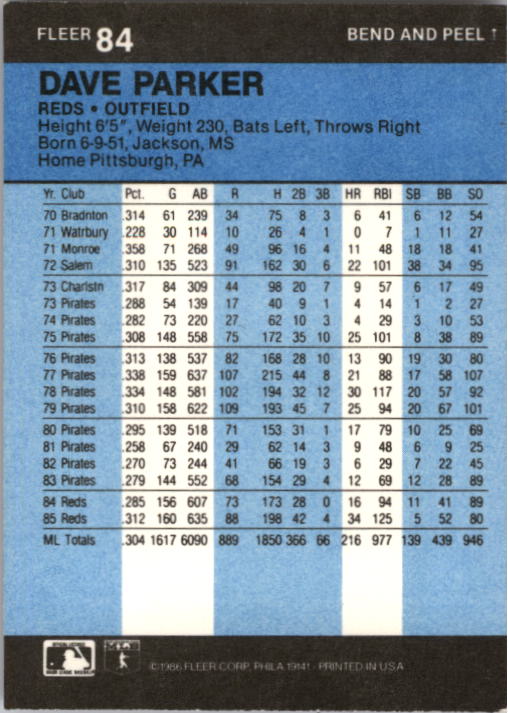 FLEER 84 BEND AND PEEL ↑
DAVE PARKER
REDS • OUTFIELD
Height 6'5", Weight 230, Bats Left, Throws Right
Born 6-9-51, Jackson, MS
Home Pittsburgh, PA
Yr. Club Pct. G AB R H 2B 3B HR RBI SB BB SO
70 Bradnton .314 61 239 34 75 8 3 6 41 6 12 54
71 Watrbury .228 30 114 10 26 4 1 0 7 1 11 27
71 Monroe .358 71 268 49 96 16 4 11 48 18 18 41
72 Salem .310 135 523 91 162 30 6 22 101 38 34 95
73 Charlstn .317 84 309 44 98 20 7 9 57 6 17 49
73 Pirates .288 54 139 17 40 9 1 4 14 1 2 27
74 Pirates .282 73 220 27 62 10 3 4 29 3 10 53
75 Pirates .308 148 558 75 172 35 10 25 101 8 38 89
76 Pirates .313 138 537 82 168 28 10 13 90 19 30 80
77 Pirates .338 159 637 107 215 44 8 21 88 17 58 107
78 Pirates .334 148 581 102 194 32 12 30 117 20 57 92
79 Pirates .310 158 622 109 193 45 7 25 94 20 67 101
80 Pirates .295 139 518 71 153 31 1 17 79 10 25 69
81 Pirates .258 67 240 29 62 14 3 9 48 6 9 25
82 Pirates .270 73 244 41 66 19 3 6 29 7 22 45
83 Pirates .279 144 552 68 154 29 4 12 69 12 28 89
84 Reds .285 156 607 73 173 28 0 16 94 11 41 89
85 Reds .312 160 635 88 198 42 4 34 125 5 52 80
ML Totals .304 1617 6090 889 1850 366 66 216 977 139 439 946
©1986 FLEER CORP. PHILA. 19141 - PRINTED IN U.S.A.